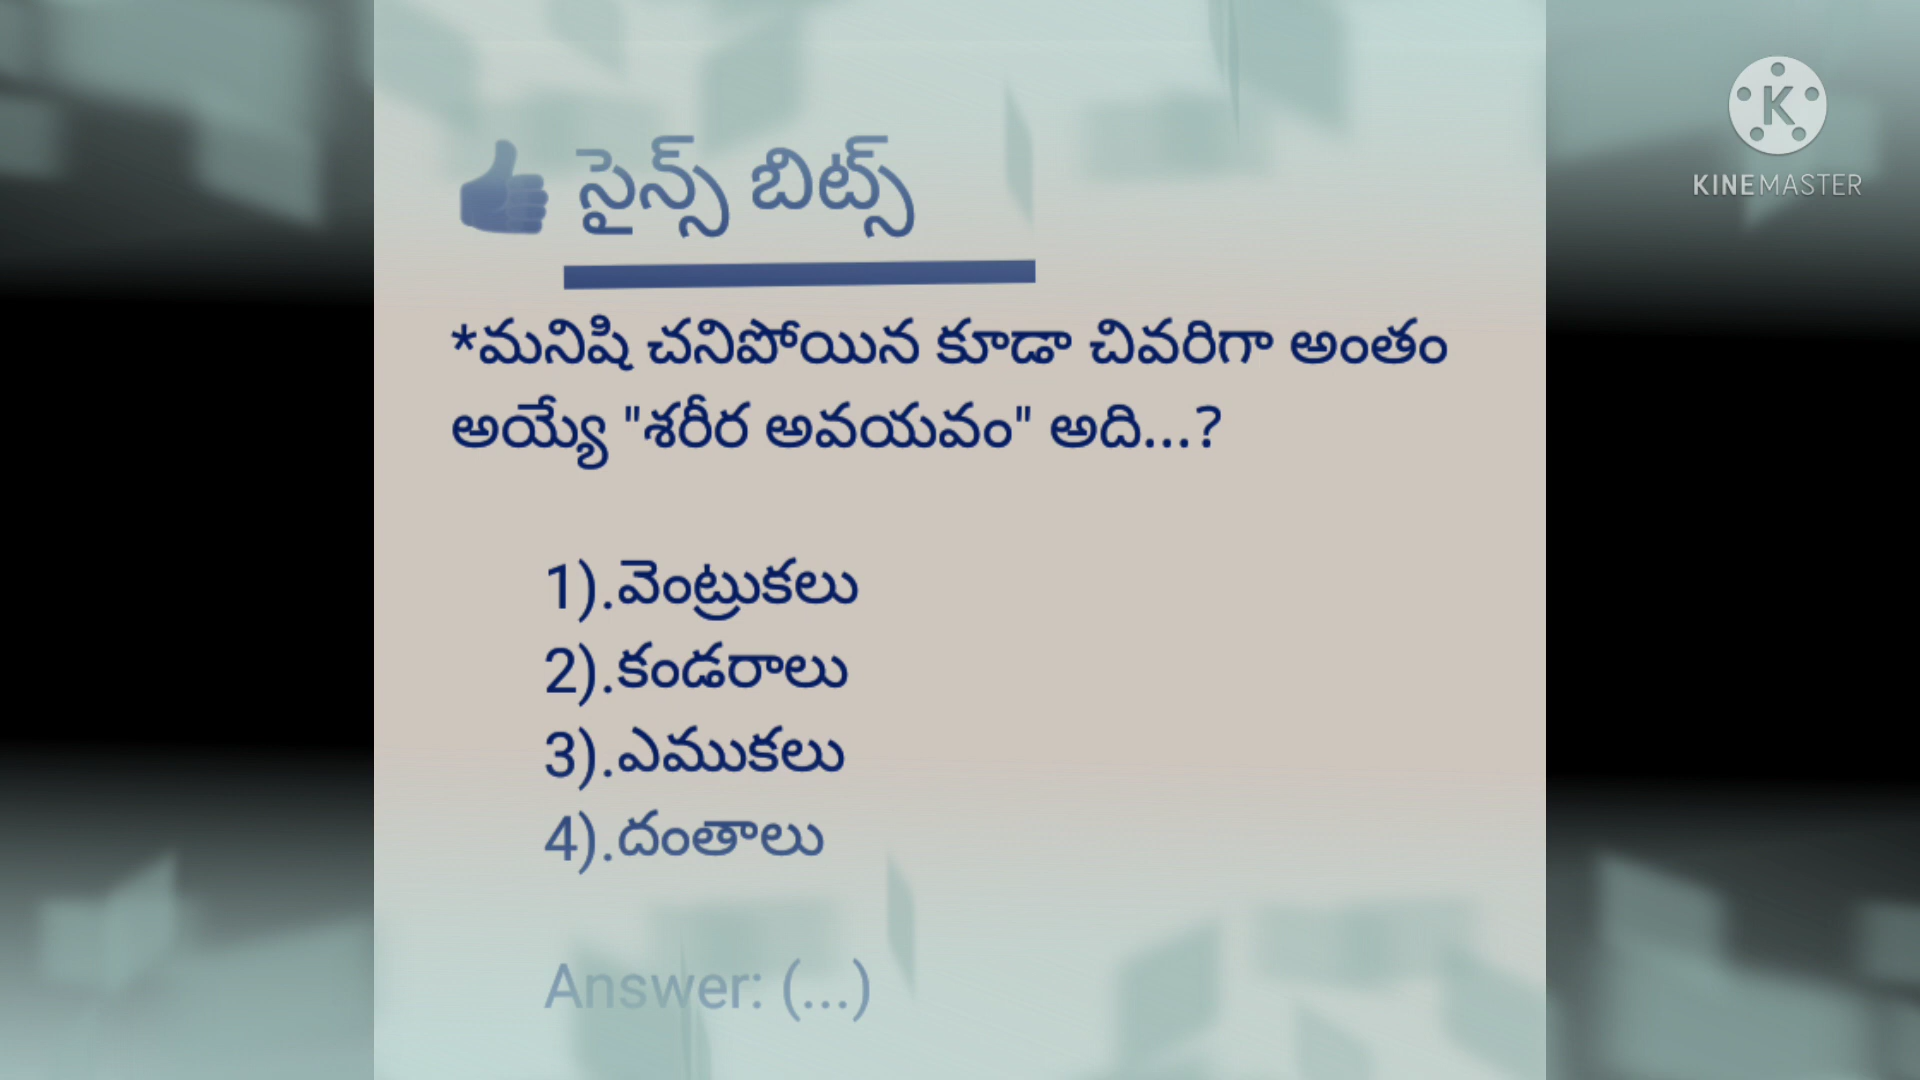 👍 సైన్స్ బిట్స్
*మనిషి చనిపోయిన కూడా చివరిగా అంతం
అయ్యే "శరీర అవయవం" అది...?
1).వెంట్రుకలు
2).కండరాలు
3).ఎముకలు
4).దంతాలు
Answer: (...)
K
KINEMASTER